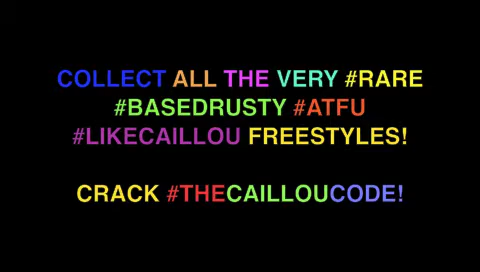 COLLECT ALL THE VERY #RARE
#BASEDRUSTY #ATFU
#LIKECAILLOU FREESTYLES!
CRACK #THECAILLOUCODE!